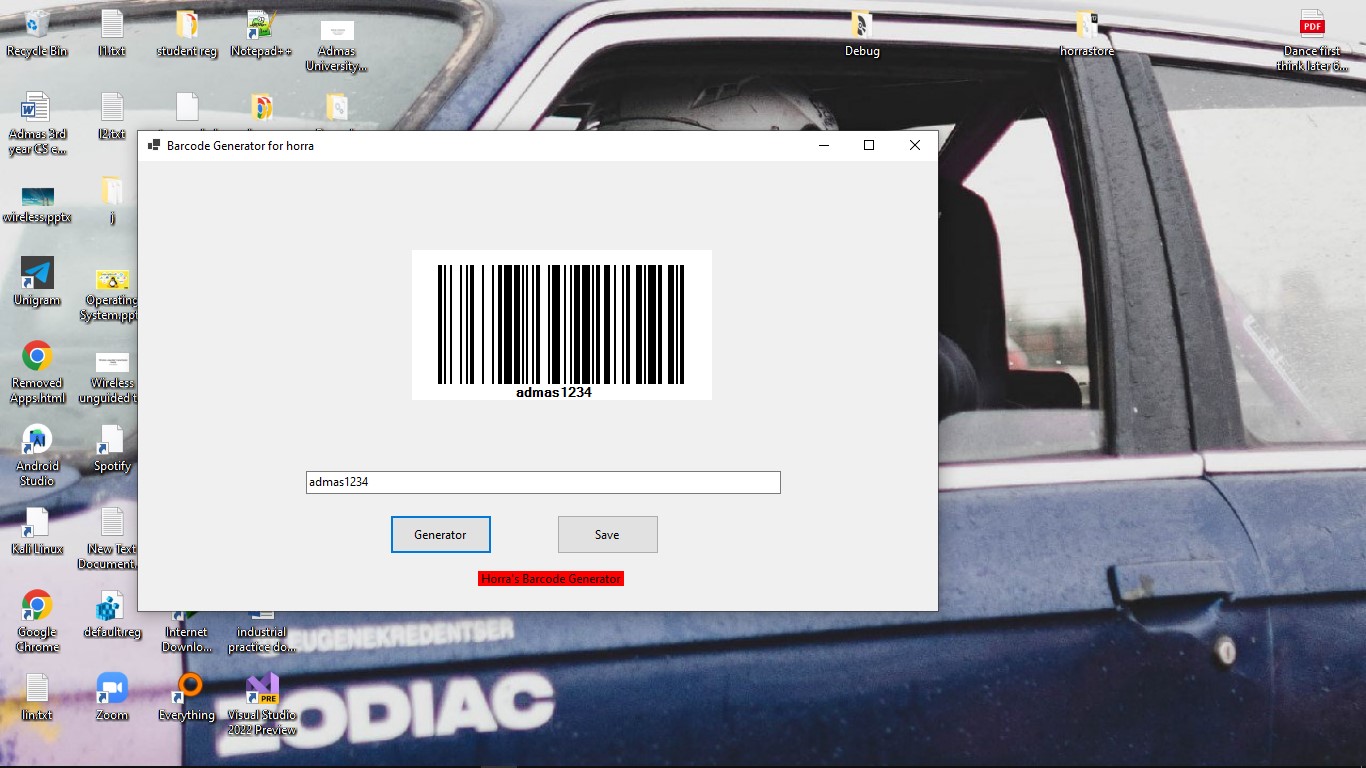 Recycle Bin
l1.txt
student reg
Notepad++
Admas
University...
Debug
horrastore
PDF
Dance first
think later 6...
Admas 3rd
year CS e...
l2.txt
Barcode Generator for horra
wireless.pptx
j
Unigram
Operating
System.ppt
Removed
Apps.html
Wireless
unguided t
admas1234
Android
Studio
Spotify
admas1234
Kali Linux
New Text
Document.
Generator
Save
Horra's Barcode Generator
Google
Chrome
default.reg
Internet
Downlo...
industrial
practice do...
EUGENEKREDENTSER
lin.txt
Zoom
Everything
PRE
Visual Studio
2022 Preview
ZODIAC